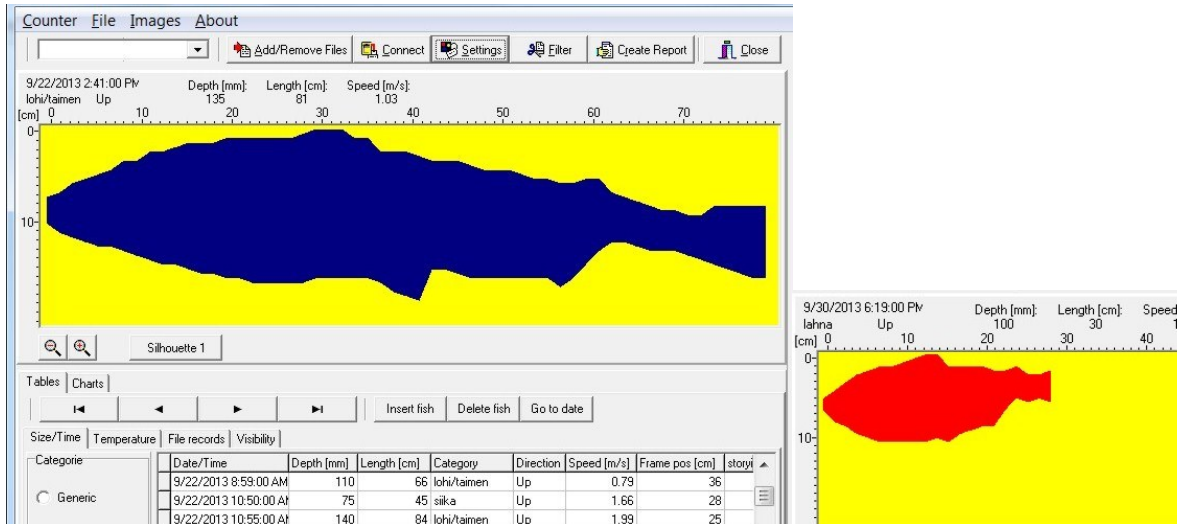 Counter File Images About
Add/Remove Files Connect Settings Filter Create Report Close
9/22/2013 2:41:00 PM Depth [mm]: Length [cm]: Speed [m/s]:
lohi/taimen Up 135 81 1.03
[cm] 0 10 20 30 40 50 60 70
0
10
Silhouette 1
Tables Charts
Insert fish Delete fish Go to date
Size/Time Temperature File records Visibility
Categorie
Generic
Date/Time Depth [mm] Length [cm] Category Direction Speed [m/s] Frame pos [cm]
9/22/2013 8:59:00 AM 110 66 lohi/taimen Up 0.79 36
9/22/2013 10:50:00 AM 75 45 siika Up 1.66 28
9/22/2013 10:55:00 AM 140 84 lohi/taimen Up 1.99 25
9/30/2013 6:19:00 PM Depth [mm]: Length [cm]: Speed
lahna Up 100 30 1
[cm] 0 10 20 30 40
0
10